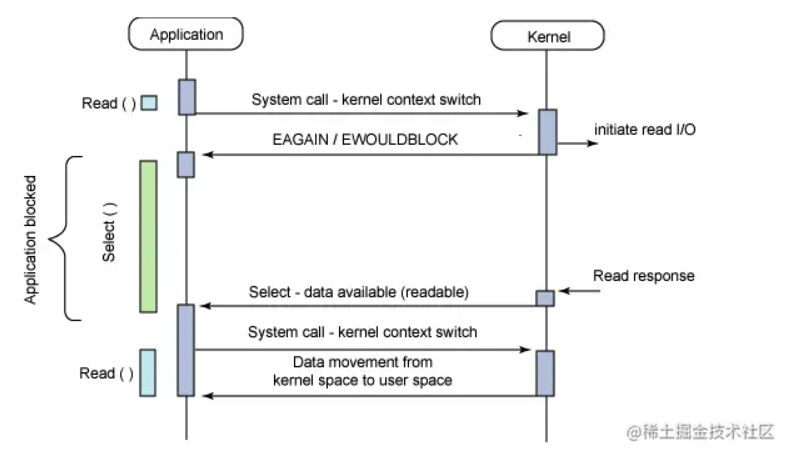 Application
Kernel
Read ( )
System call - kernel context switch
initiate read I/O
EAGAIN / EWOULDBLOCK
Application blocked
Select ( )
Read response
Select - data available (readable)
System call - kernel context switch
Read ( )
Data movement from
kernel space to user space
@稀土掘金技术社区